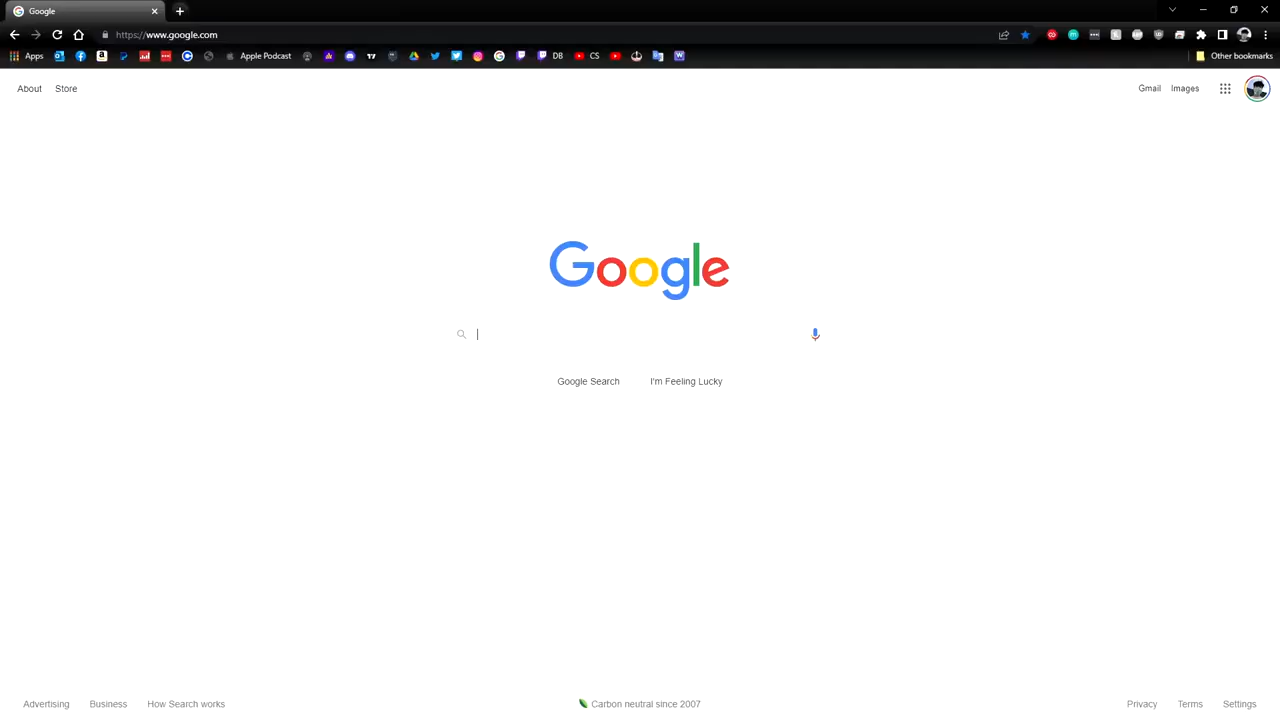 Google
https://www.google.com
Apps
Apple Podcast
DB
CS
Other bookmarks
About Store
Gmail Images
Google
Google Search I'm Feeling Lucky
Advertising Business How Search works
Carbon neutral since 2007
Privacy Terms Settings